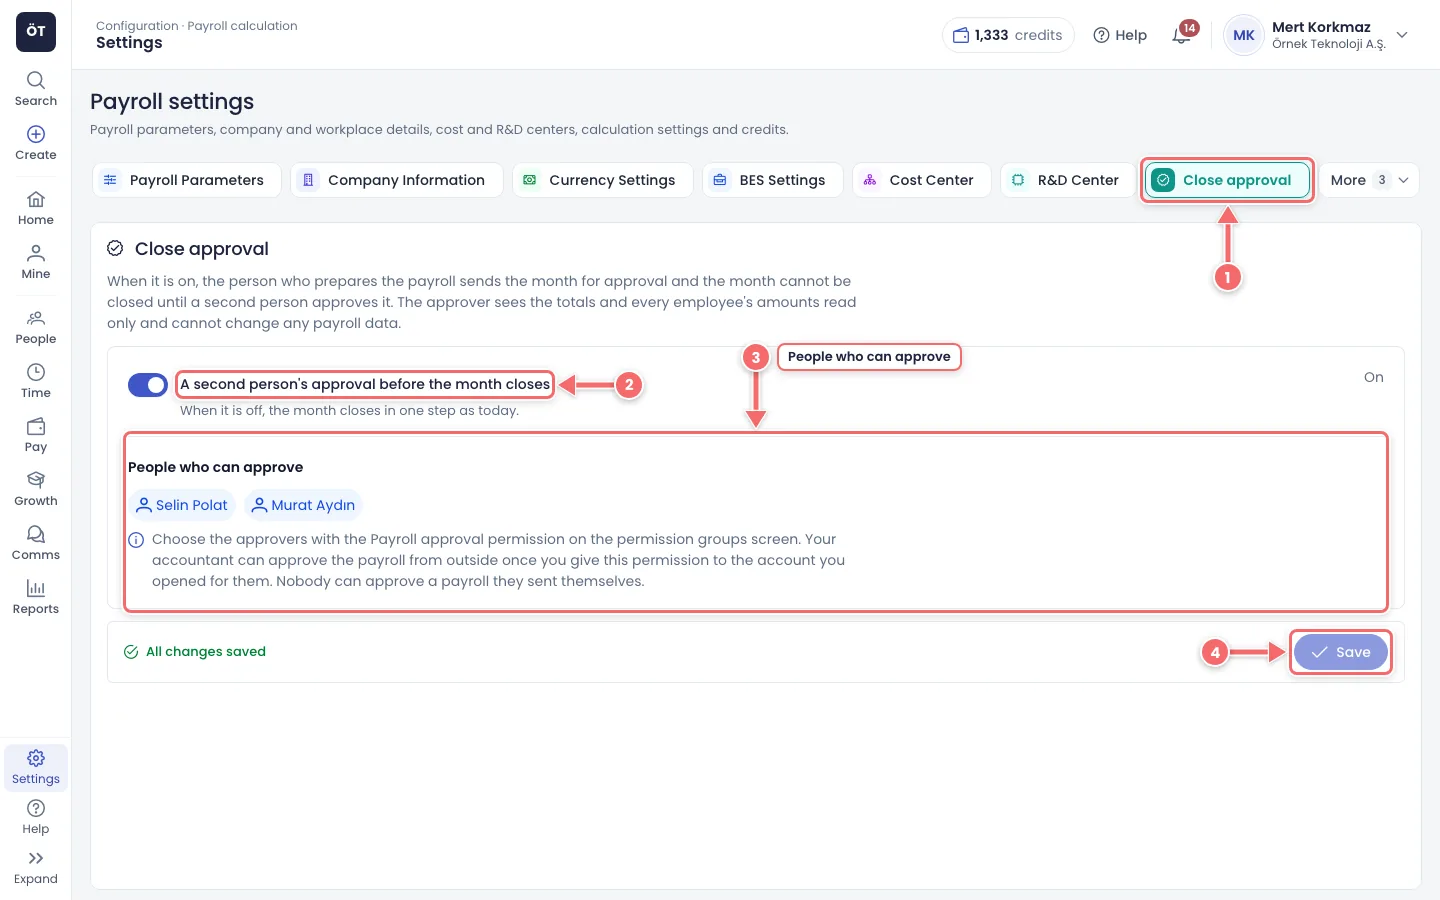 ÖT
Search
Create
Home
Mine
People
Time
Pay
Growth
Comms
Reports
Settings
Help
Expand
Configuration · Payroll calculation
Settings
1,333 credits
Help
14
MK
Mert Korkmaz
Örnek Teknoloji A.Ş.
Payroll settings
Payroll parameters, company and workplace details, cost and R&D centers, calculation settings and credits.
Payroll Parameters
Company Information
Currency Settings
BES Settings
Cost Center
R&D Center
Close approval
More 3
1
Close approval
When it is on, the person who prepares the payroll sends the month for approval and the month cannot be
closed until a second person approves it. The approver sees the totals and every employee's amounts read
only and cannot change any payroll data.
3
People who can approve
A second person's approval before the month closes
2
On
When it is off, the month closes in one step as today.
People who can approve
Selin Polat
Murat Aydın
Choose the approvers with the Payroll approval permission on the permission groups screen. Your
accountant can approve the payroll from outside once you give this permission to the account you
opened for them. Nobody can approve a payroll they sent themselves.
All changes saved
4
Save